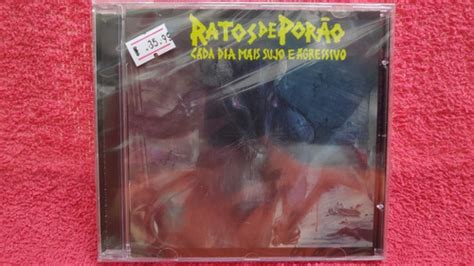 RATOS DE PORÃO
CADA DIA MAIS SUJO E AGRESSIVO
35.95